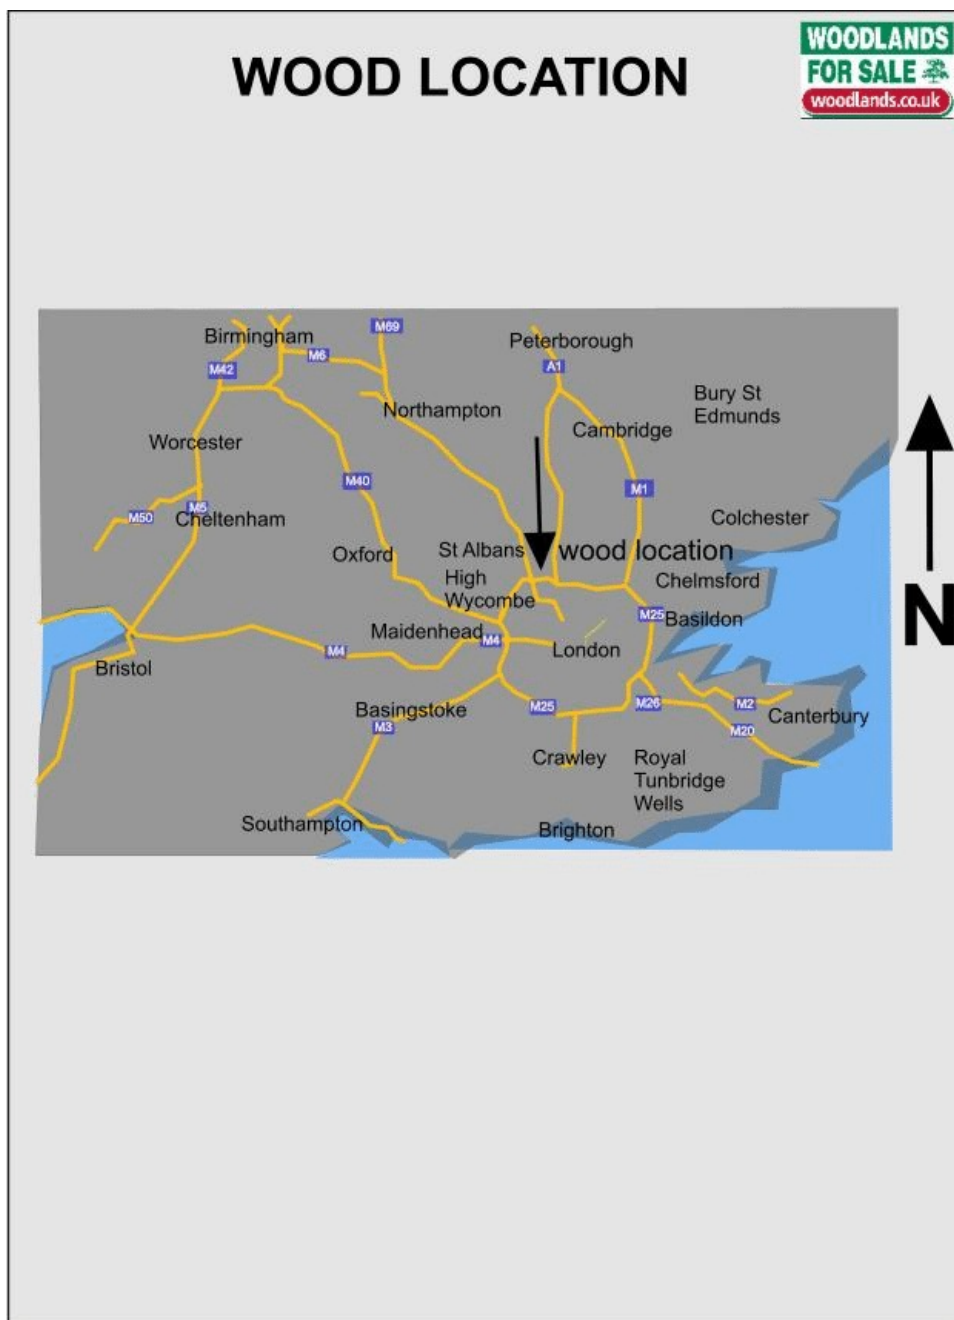 WOOD LOCATION
WOODLANDS
FOR SALE
woodlands.co.uk
M69
Birmingham
Peterborough
M6
A1
M42
Bury St
Edmunds
Northampton
Cambridge
Worcester
M40
M1
M5
M50
Cheltenham
Colchester
Oxford
St Albans
wood location
High
Wycombe
Chelmsford
N
M25
Basildon
Maidenhead
M4
M4
London
Bristol
Basingstoke
M25
M26
M2
Canterbury
M3
M20
Crawley
Royal
Tunbridge
Wells
Southampton
Brighton